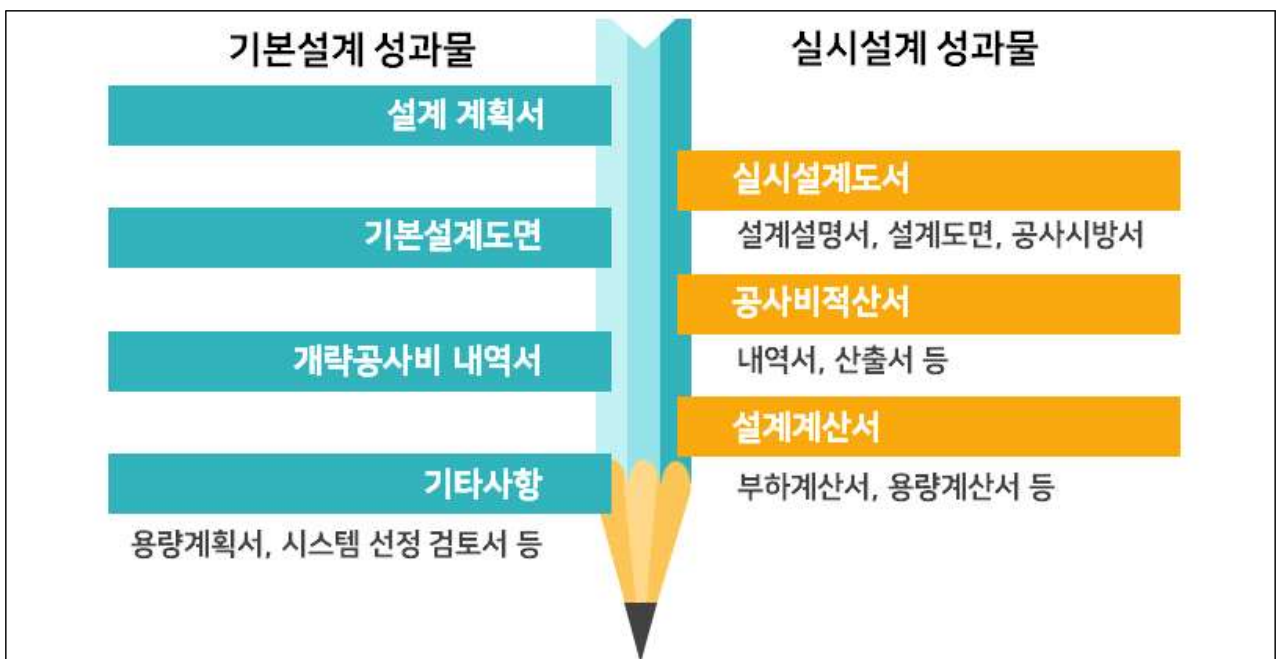 기본설계 성과물
설계 계획서
기본설계도면
개략공사비 내역서
기타사항
용량계획서, 시스템 선정 검토서 등
실시설계 성과물
실시설계도서
설계설명서, 설계도면, 공사시방서
공사비적산서
내역서, 산출서 등
설계계산서
부하계산서, 용량계산서 등